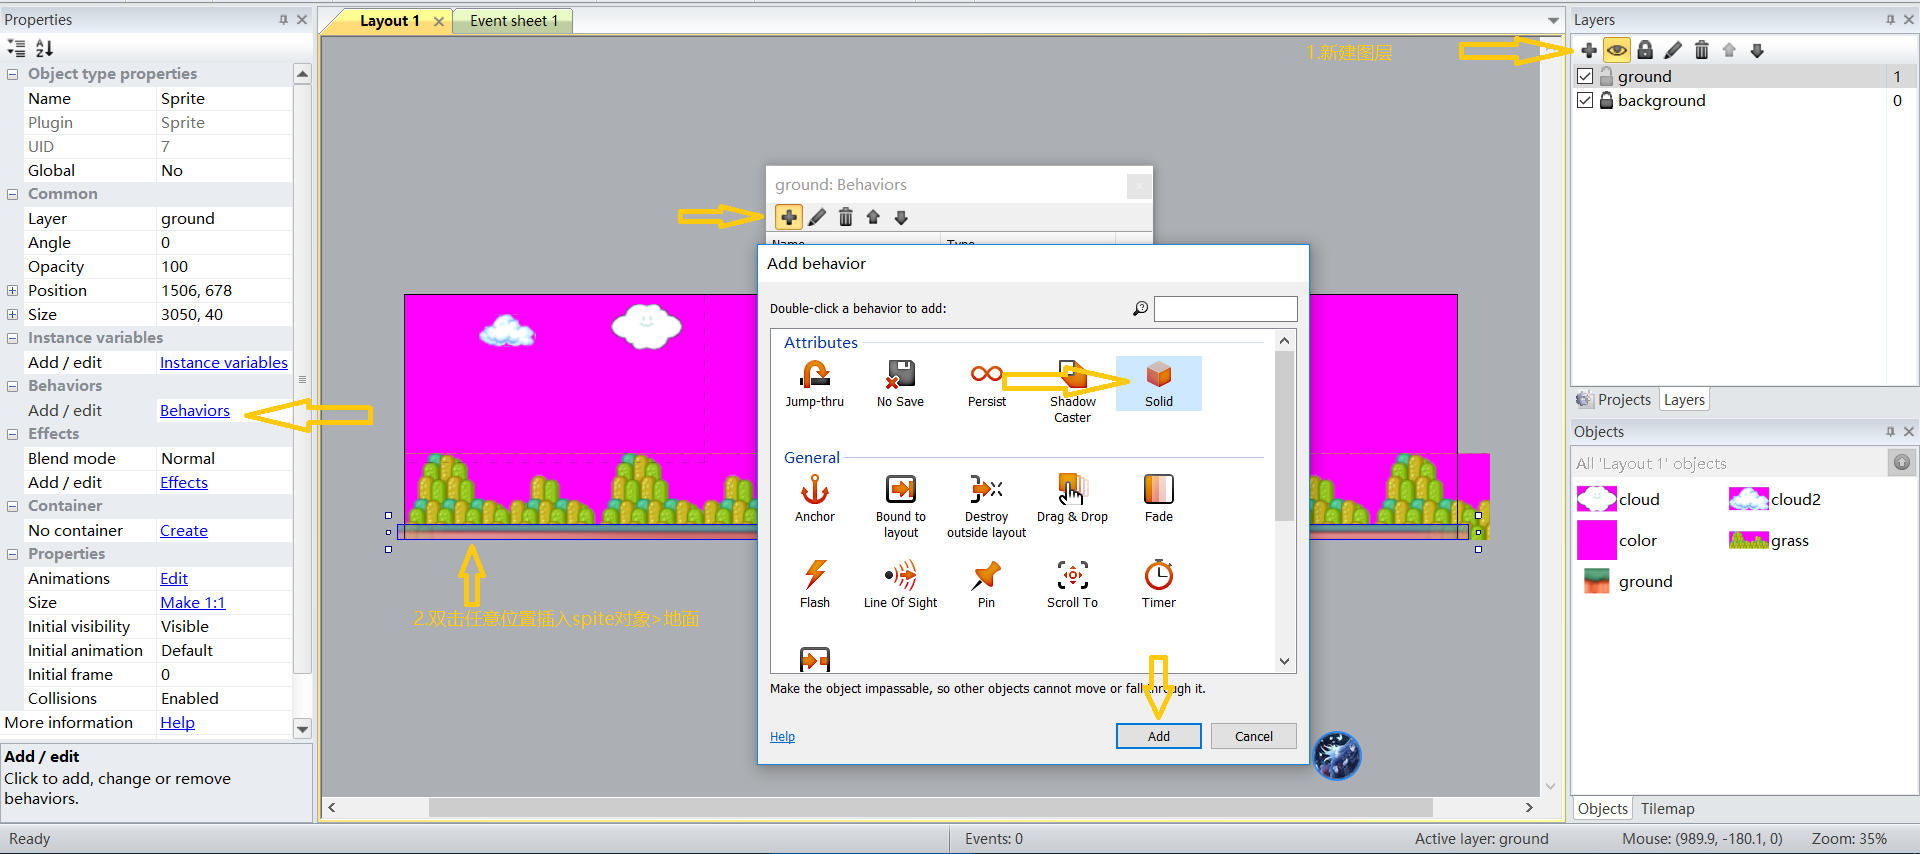 Properties
Object type properties
Name Sprite
Plugin Sprite
UID 7
Global No
Common
Layer ground
Angle 0
Opacity 100
Position 1506, 678
Size 3050, 40
Instance variables
Add / edit Instance variables
Behaviors
Add / edit Behaviors
Effects
Blend mode Normal
Add / edit Effects
Container
No container Create
Properties
Animations Edit
Size Make 1:1
Initial visibility Visible
Initial animation Default
Initial frame 0
Collisions Enabled
More information Help
Add / edit
Click to add, change or remove
behaviors.
Layout 1 Event sheet 1
1.新建图层
ground: Behaviors
Name Type
Add behavior
Double-click a behavior to add:
Attributes
Jump-thru No Save Persist Shadow Caster Solid
General
Anchor Bound to layout Destroy outside layout Drag & Drop Fade
Flash Line Of Sight Pin Scroll To Timer
Make the object impassable, so other objects cannot move or fall through it.
Help Add Cancel
2.双击任意位置插入spite对象>地面
Layers
ground 1
background 0
Projects Layers
Objects
All 'Layout 1' objects
cloud cloud2
color grass
ground
Objects Tilemap
Ready Events: 0 Active layer: ground Mouse: (989.9, -180.1, 0) Zoom: 35%